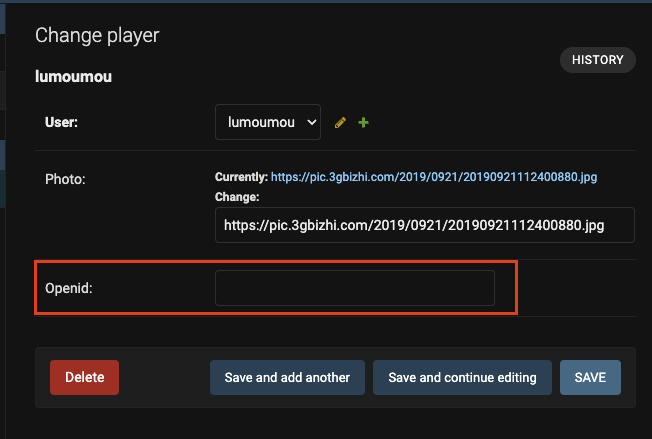 Change player
HISTORY
lumoumou
User:
lumoumou
Photo:
Currently: https://pic.3gbizhi.com/2019/0921/20190921112400880.jpg
Change:
https://pic.3gbizhi.com/2019/0921/20190921112400880.jpg
Openid:
Delete
Save and add another
Save and continue editing
SAVE